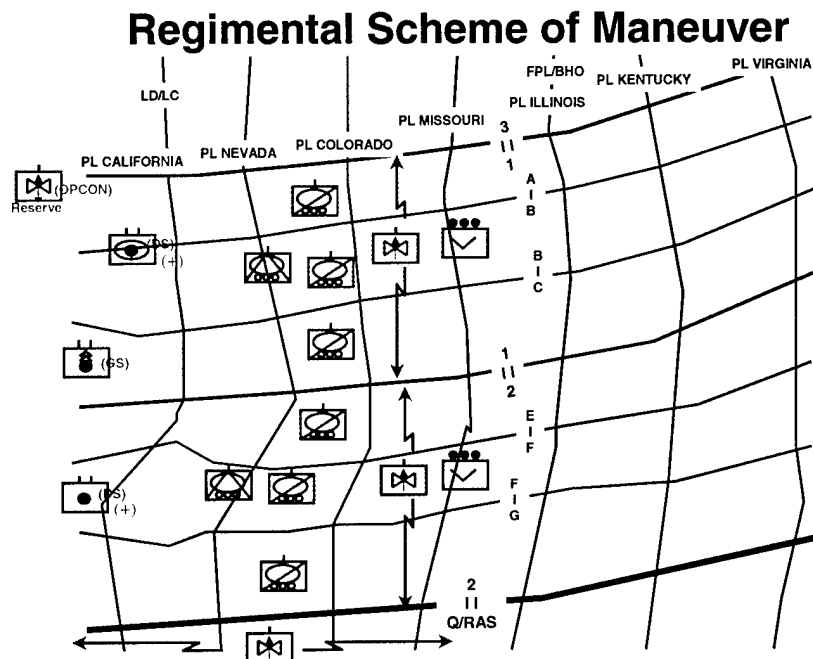 Regimental Scheme of Maneuver
FPL/BHO
PL VIRGINIA
PL KENTUCKY
LD/LC
PL ILLINOIS
PL MISSOURI
3
PL COLORADO
PL NEVADA
PL CALIFORNIA
1
A
B
(OPCON)
Reserve
(DS)
(+)
B
C
1
2
(GS)
E
F
F
G
(DS)
(+)
2
Q/RAS